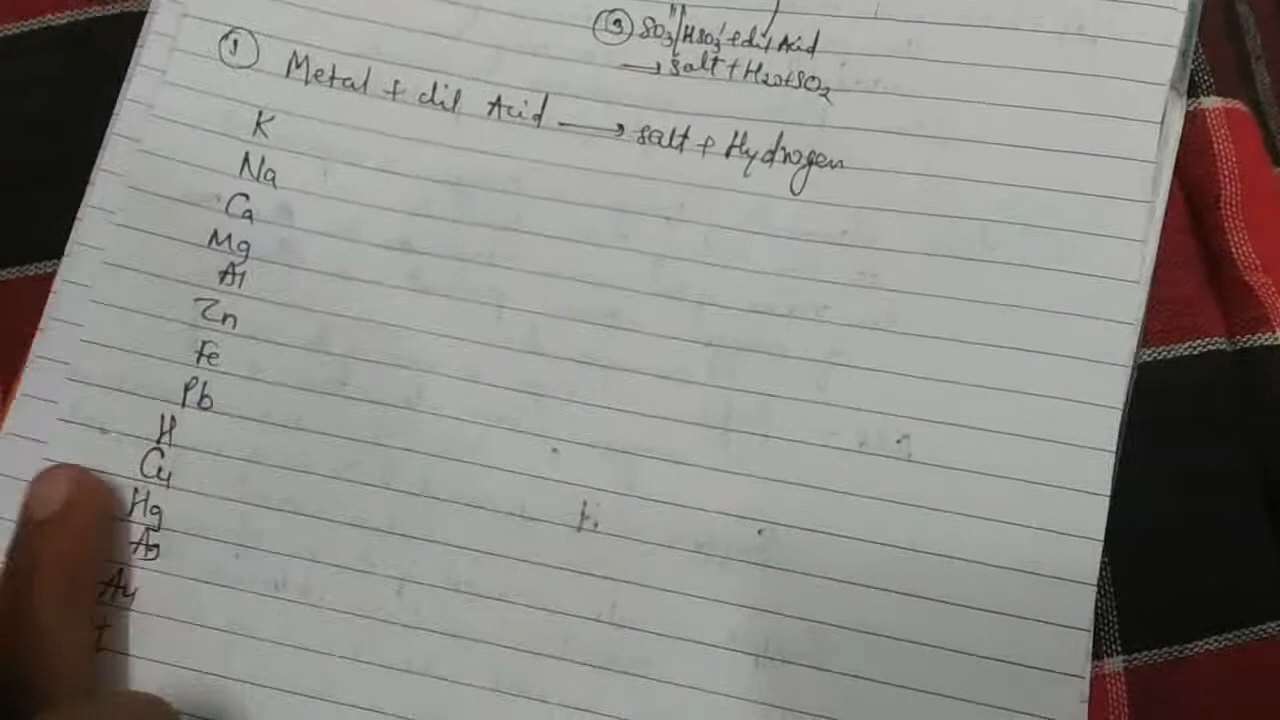 ③ SO₃/HSO₃ + dil Acid
→ salt + H₂O + SO₂
① Metal + dil Acid → salt + Hydrogen
K
Na
Ca
Mg
Al
Zn
Fe
Pb
H
Cu
Hg
Ag
Au